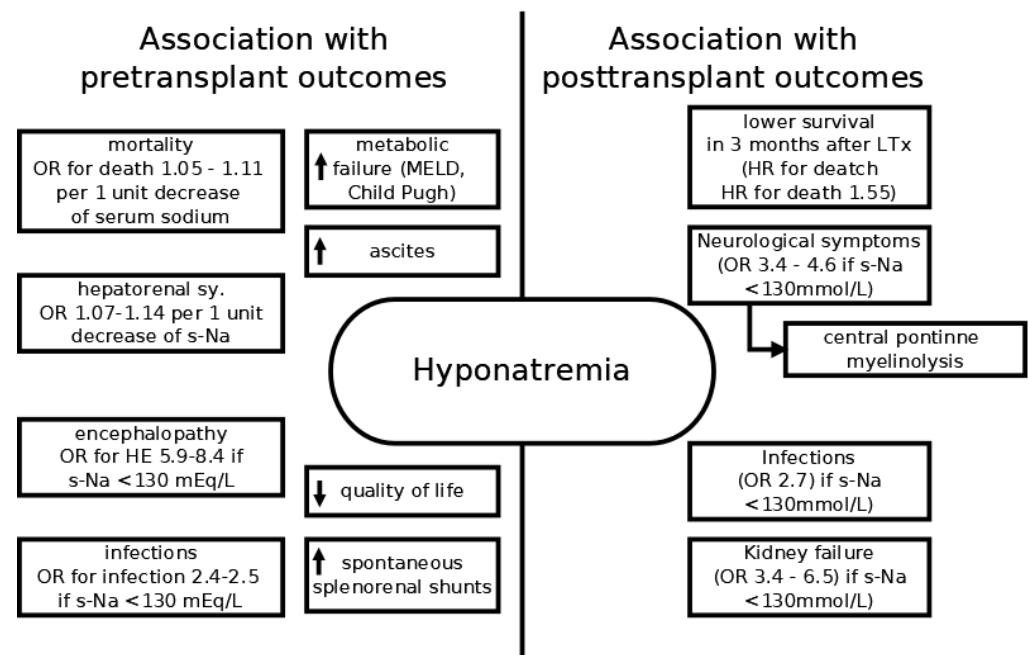 Association with
pretransplant outcomes
mortality
OR for death 1.05 - 1.11
per 1 unit decrease
of serum sodium
metabolic
failure (MELD,
Child Pugh)
ascites
hepatorenal sy.
OR 1.07-1.14 per 1 unit
decrease of s-Na
encephalopathy
OR for HE 5.9-8.4 if
s-Na <130 mEq/L
quality of life
infections
OR for infection 2.4-2.5
if s-Na <130 mEq/L
spontaneous
splenorenal shunts
Hyponatremia
Association with
posttransplant outcomes
lower survival
in 3 months after LTx
(HR for deatch
HR for death 1.55)
Neurological symptoms
(OR 3.4 - 4.6 if s-Na
<130mmol/L)
central pontinne
myelinolysis
Infections
(OR 2.7) if s-Na
<130mmol/L)
Kidney failure
(OR 3.4 - 6.5) if s-Na
<130mmol/L)